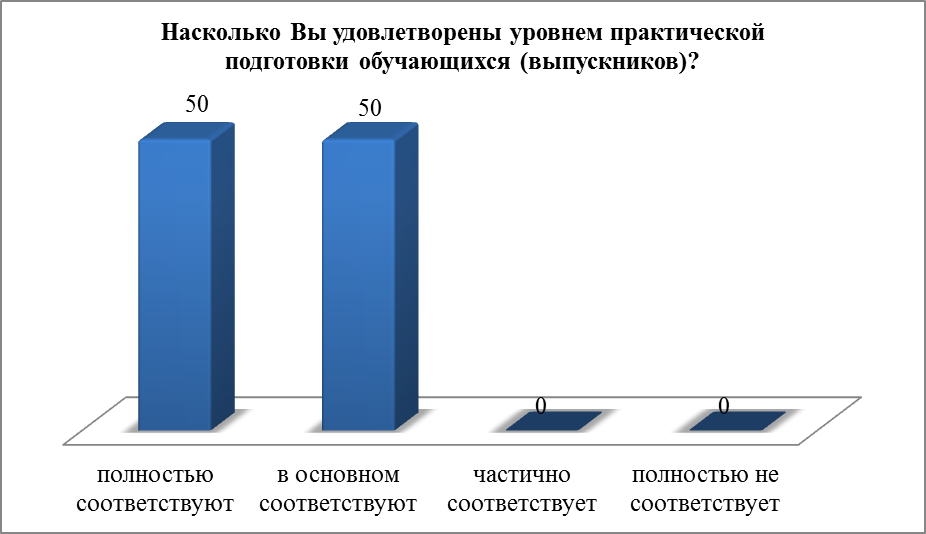 Насколько Вы удовлетворены уровнем практической
подготовки обучающихся (выпускников)?
50
50
0
0
полностью
соответствуют
в основном
соответствуют
частично
соответствует
полностью не
соответствует